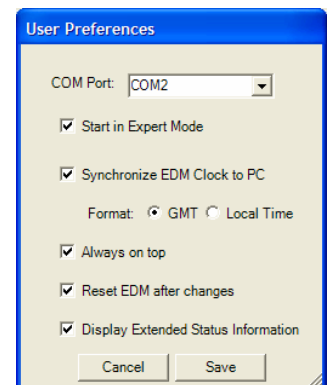 User Preferences
COM Port: COM2
Start in Expert Mode
Synchronize EDM Clock to PC
Format: GMT Local Time
Always on top
Reset EDM after changes
Display Extended Status Information
Cancel Save